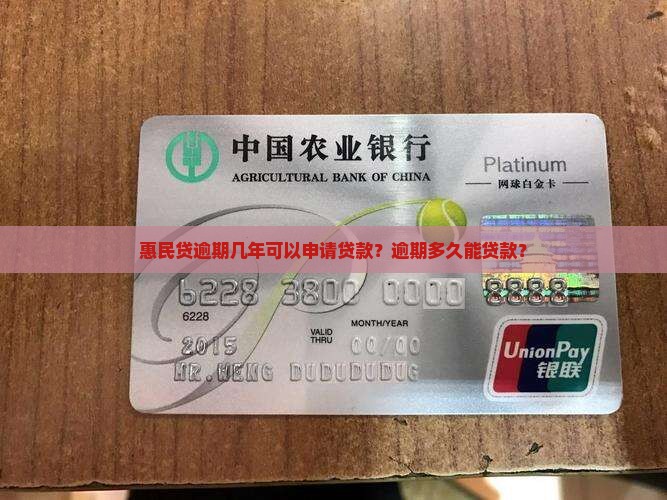 中国农业银行
AGRICULTURAL BANK OF CHINA
Platinum
网球白金卡
惠民贷逾期几年可以申请贷款？逾期多久能贷款？
6228 3800 0000 8888
6228
VALID THRU
MONTH/YEAR
2015 00/00
MR.HENG DUDUDUDUG
UnionPay
银联